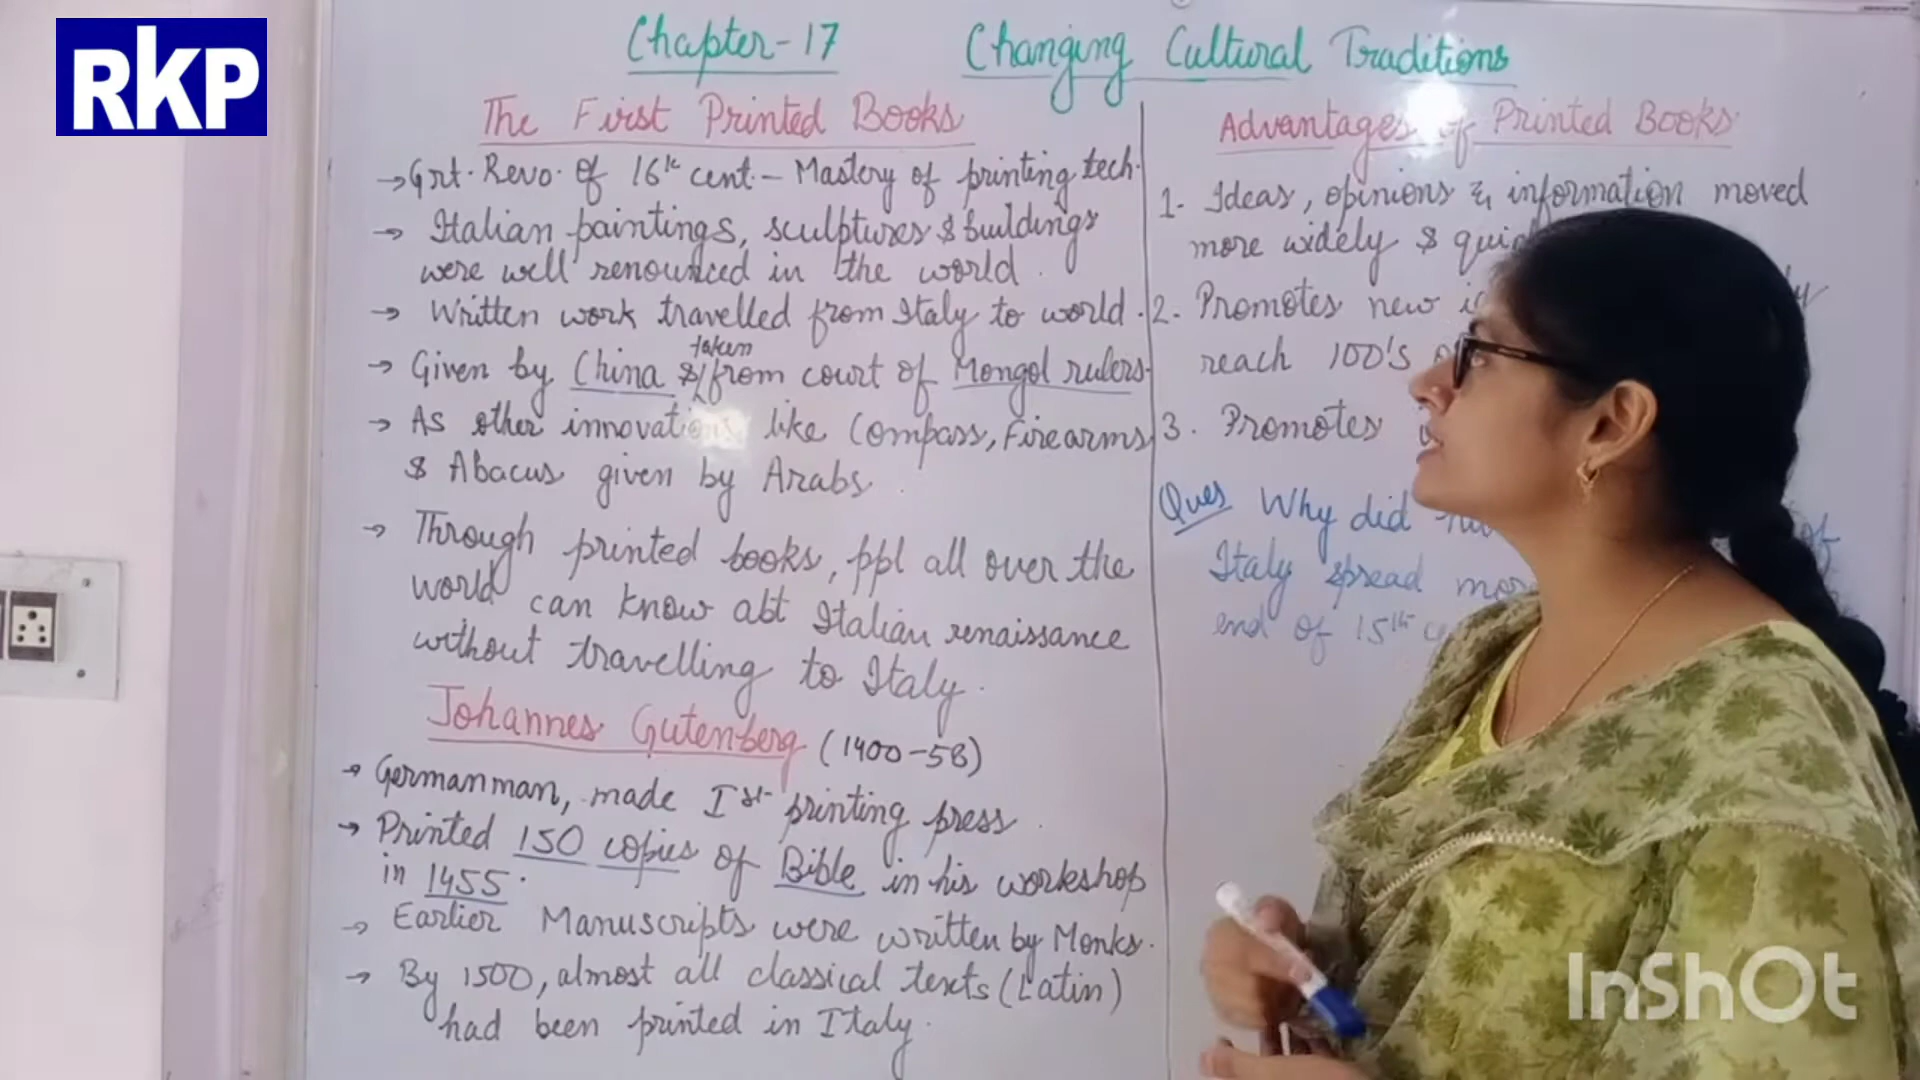 RKP
Chapter-17 Changing Cultural Traditions
The First Printed Books
→ Grt. Revo. of 16th cent. – Mastery of printing tech.
→ Italian paintings, sculptures & buildings
were well renounced in the world.
→ Written work travelled from Italy to world.
taken
→ Given by China & from court of Mongol rulers.
→ As other innovations like Compass, Firearms
& Abacus given by Arabs.
→ Through printed books, ppl all over the
world can know abt Italian renaissance
without travelling to Italy.
Johannes Gutenberg (1400-58)
→ German man, made Ist printing press.
→ Printed 150 copies of Bible in his workshop
in 1455.
→ Earlier Manuscripts were written by Monks.
→ By 1500, almost all classical texts (Latin)
had been printed in Italy.
Advantages of Printed Books
1. Ideas, opinions & information moved
more widely &
2. Promotes new
reach 100's
3. Promotes
Ques Why did of
Italy spread
end of 15th
InShOt